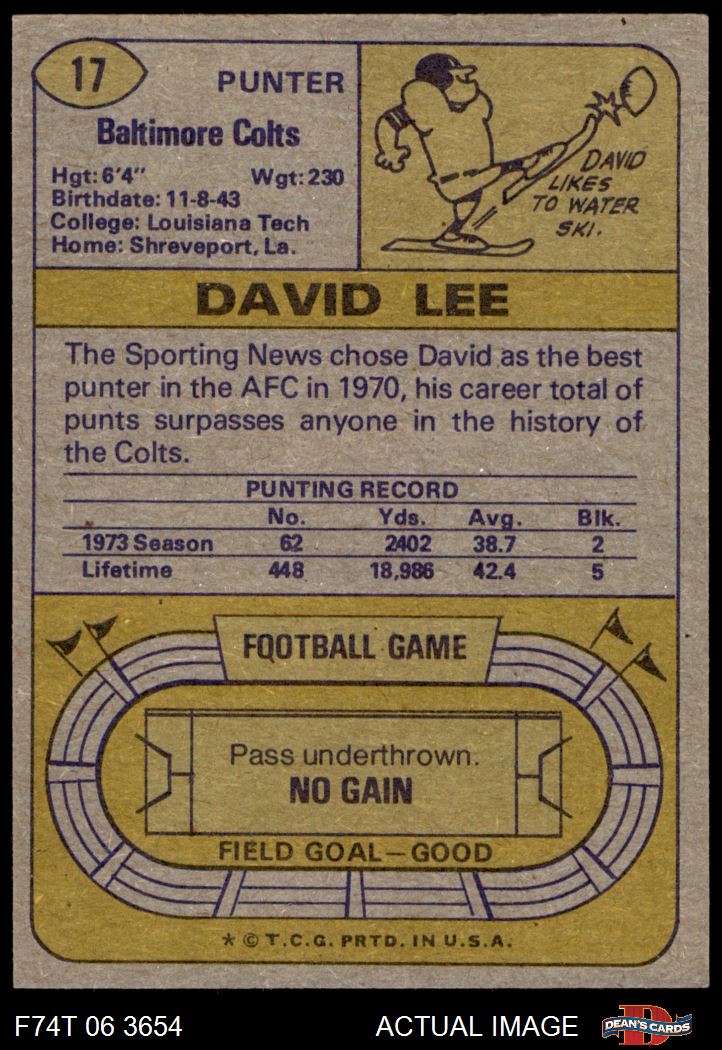 17
PUNTER
Baltimore Colts
Hgt: 6'4" Wgt: 230
Birthdate: 11-8-43
College: Louisiana Tech
Home: Shreveport, La.
DAVID
LIKES
TO WATER
SKI.
DAVID LEE
The Sporting News chose David as the best
punter in the AFC in 1970, his career total of
punts surpasses anyone in the history of
the Colts.
PUNTING RECORD
No. Yds. Avg. Blk.
1973 Season 62 2402 38.7 2
Lifetime 448 18,986 42.4 5
FOOTBALL GAME
Pass underthrown.
NO GAIN
FIELD GOAL—GOOD
* © T.C.G. PRTD. IN U.S.A.
F74T 06 3654 ACTUAL IMAGE
D
DEAN'S CARDS